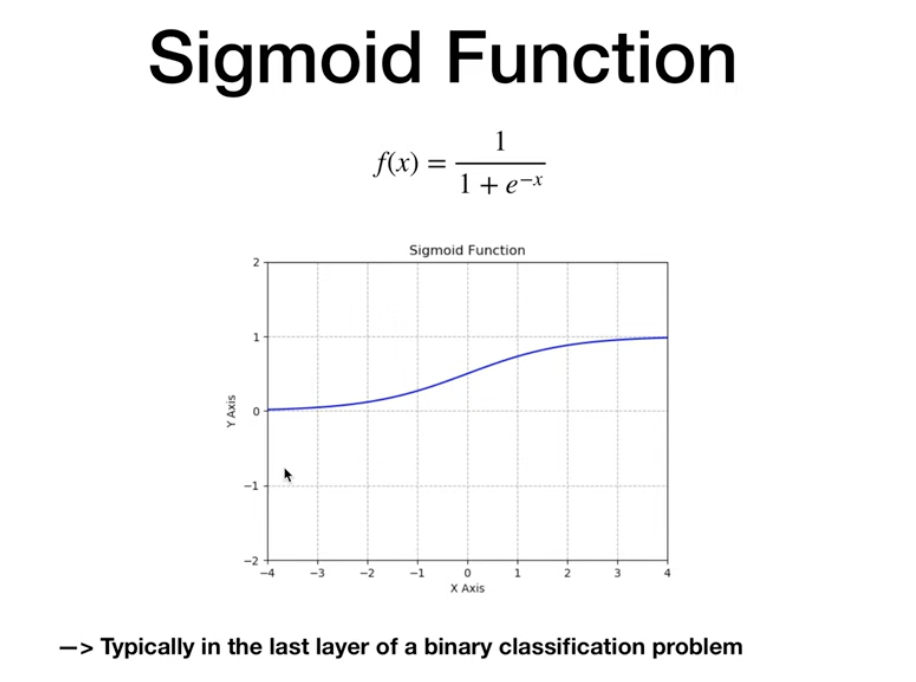 Sigmoid Function
f(x) = 1 / (1 + e^{-x})
Sigmoid Function
2
1
0
−1
−2
Y Axis
−4 −3 −2 −1 0 1 2 3 4
X Axis
—> Typically in the last layer of a binary classification problem